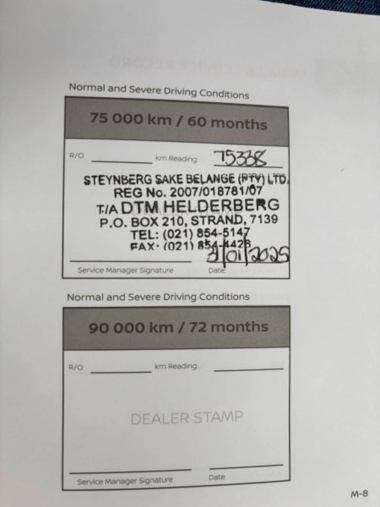 Normal and Severe Driving Conditions
75 000 km / 60 months
R/O km Reading 75338
STEYNBERG SAKE BELANGE (PTY) LTD.
REG No. 2007/018781/07
T/A DTM HELDERBERG
P.O. BOX 210, STRAND, 7139
TEL: (021) 854-5147
FAX: (021) 854-4428
/01/2025
Service Manager Signature Date
Normal and Severe Driving Conditions
90 000 km / 72 months
R/O km Reading
DEALER STAMP
Service Manager Signature Date
M-8